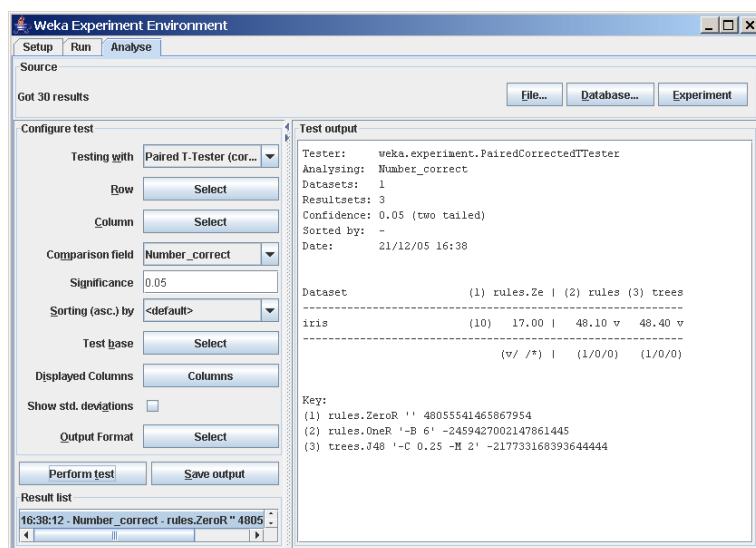 Weka Experiment Environment
Setup Run Analyse
Source
Got 30 results
File... Database... Experiment
Configure test
Testing with Paired T-Tester (cor...
Row Select
Column Select
Comparison field Number_correct
Significance 0.05
Sorting (asc.) by <default>
Test base Select
Displayed Columns Columns
Show std. deviations
Output Format Select
Perform test Save output
Result list
16:38:12 - Number_correct - rules.ZeroR '' 4805
Test output
Tester: weka.experiment.PairedCorrectedTTester
Analysing: Number_correct
Datasets: 1
Resultsets: 3
Confidence: 0.05 (two tailed)
Sorted by: -
Date: 21/12/05 16:38
Dataset (1) rules.Ze | (2) rules (3) trees
--------------------------------------------------------------
iris (10) 17.00 | 48.10 v 48.40 v
--------------------------------------------------------------
(v/ /*) | (1/0/0) (1/0/0)
Key:
(1) rules.ZeroR '' 48055541465867954
(2) rules.OneR '-B 6' -2459427002147861445
(3) trees.J48 '-C 0.25 -M 2' -217733168393644444